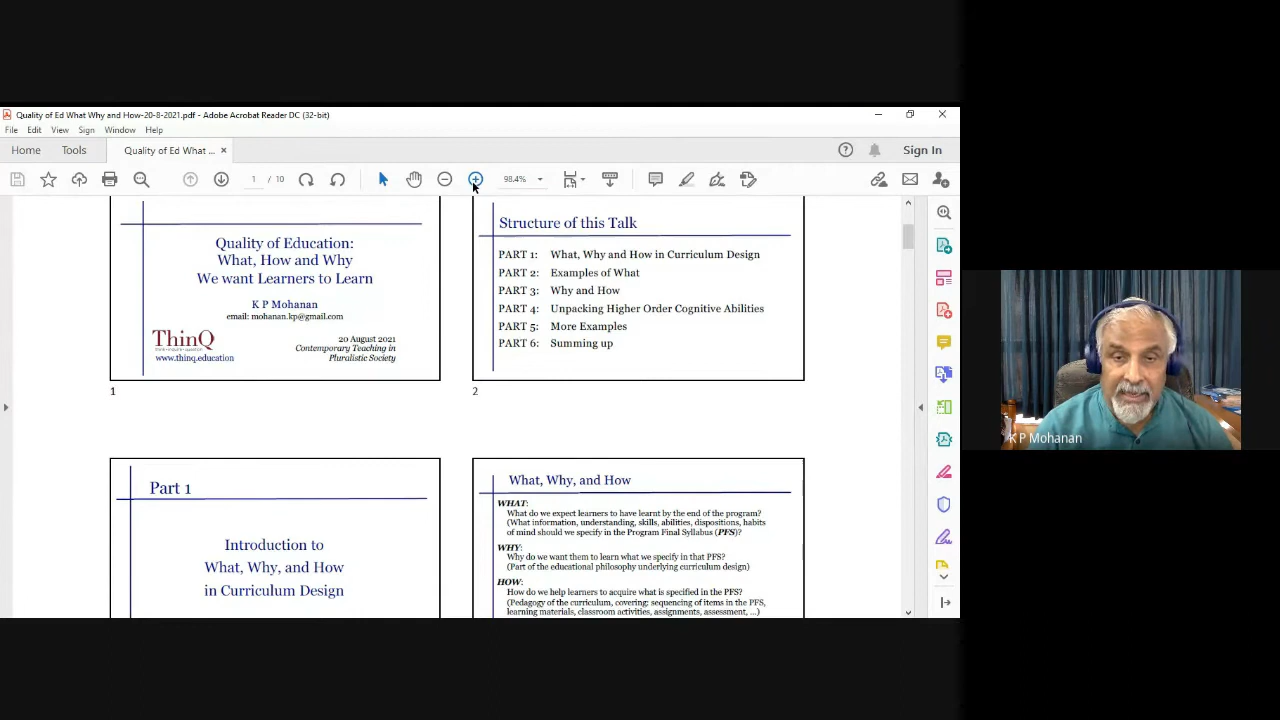 Quality of Ed What Why and How-20-8-2021.pdf - Adobe Acrobat Reader DC (32-bit)
File Edit View Sign Window Help
Home Tools Quality of Ed What ... × Sign In
1 / 10 98.4%
Quality of Education:
What, How and Why
We want Learners to Learn
K P Mohanan
email: mohanan.kp@gmail.com
ThinQ
www.thinq.education
20 August 2021
Contemporary Teaching in
Pluralistic Society
1
Structure of this Talk
PART 1: What, Why and How in Curriculum Design
PART 2: Examples of What
PART 3: Why and How
PART 4: Unpacking Higher Order Cognitive Abilities
PART 5: More Examples
PART 6: Summing up
2
Part 1
Introduction to
What, Why, and How
in Curriculum Design
What, Why, and How
WHAT:
What do we expect learners to have learnt by the end of the program?
(What information, understanding, skills, abilities, dispositions, habits
of mind should we specify in the Program Final Syllabus (PFS)?
WHY:
Why do we want them to learn what we specify in that PFS?
(Part of the educational philosophy underlying curriculum design)
HOW:
How do we help learners to acquire what is specified in the PFS?
(Pedagogy of the curriculum, covering: sequencing of items in the PFS,
learning materials, classroom activities, assignments, assessment, ...)
K P Mohanan